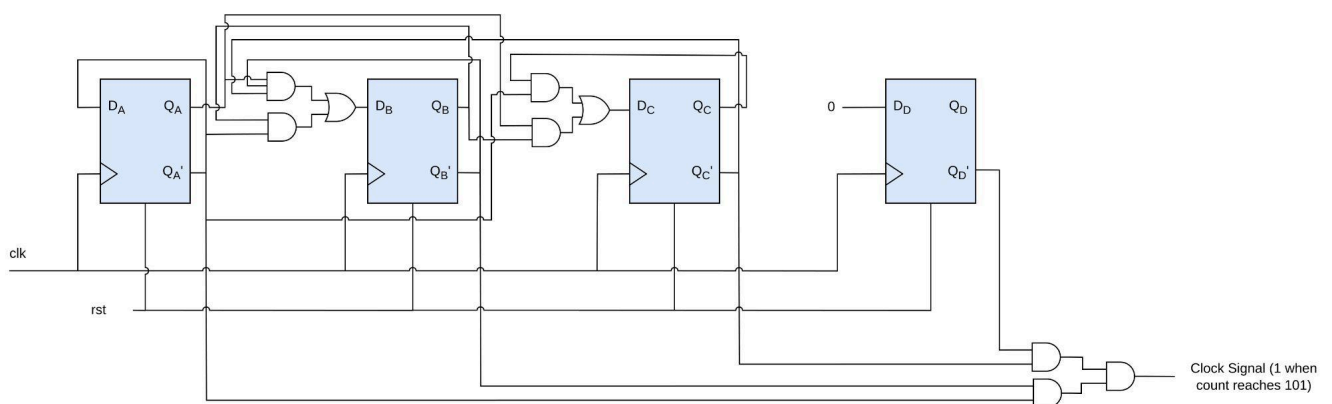 D_A Q_A
Q_A'
D_B Q_B
Q_B'
D_C Q_C
Q_C'
0
D_D Q_D
Q_D'
clk
rst
Clock Signal (1 when
count reaches 101)